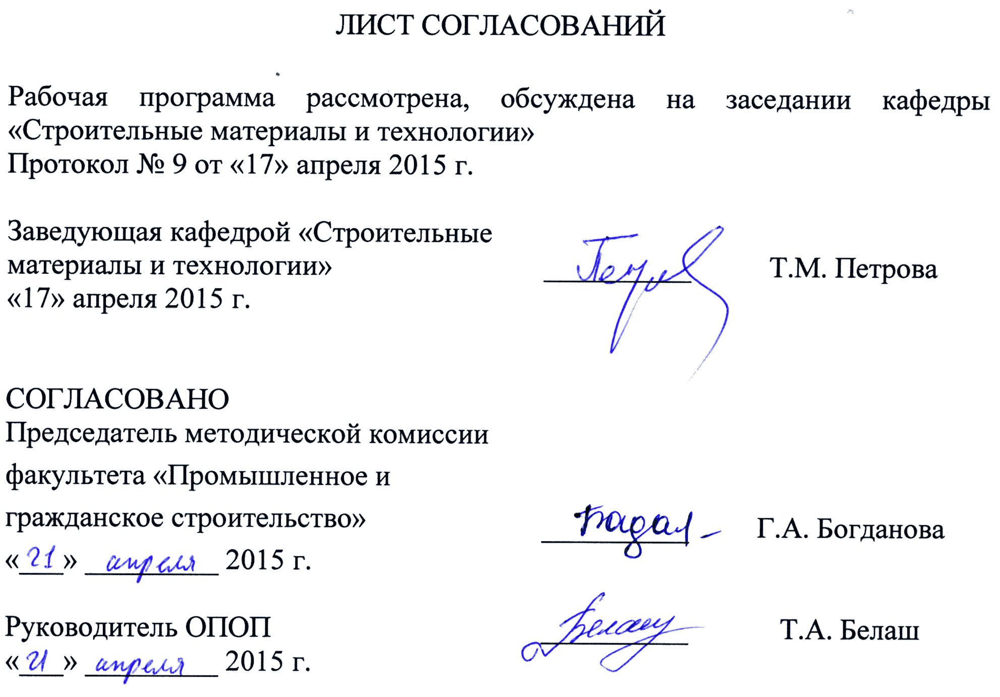 ЛИСТ СОГЛАСОВАНИЙ
Рабочая программа рассмотрена, обсуждена на заседании кафедры
«Строительные материалы и технологии»
Протокол № 9 от «17» апреля 2015 г.
Заведующая кафедрой «Строительные
материалы и технологии» Т.М. Петрова
«17» апреля 2015 г.
СОГЛАСОВАНО
Председатель методической комиссии
факультета «Промышленное и
гражданское строительство» Г.А. Богданова
«21» апреля 2015 г.
Руководитель ОПОП Т.А. Белаш
«21» апреля 2015 г.